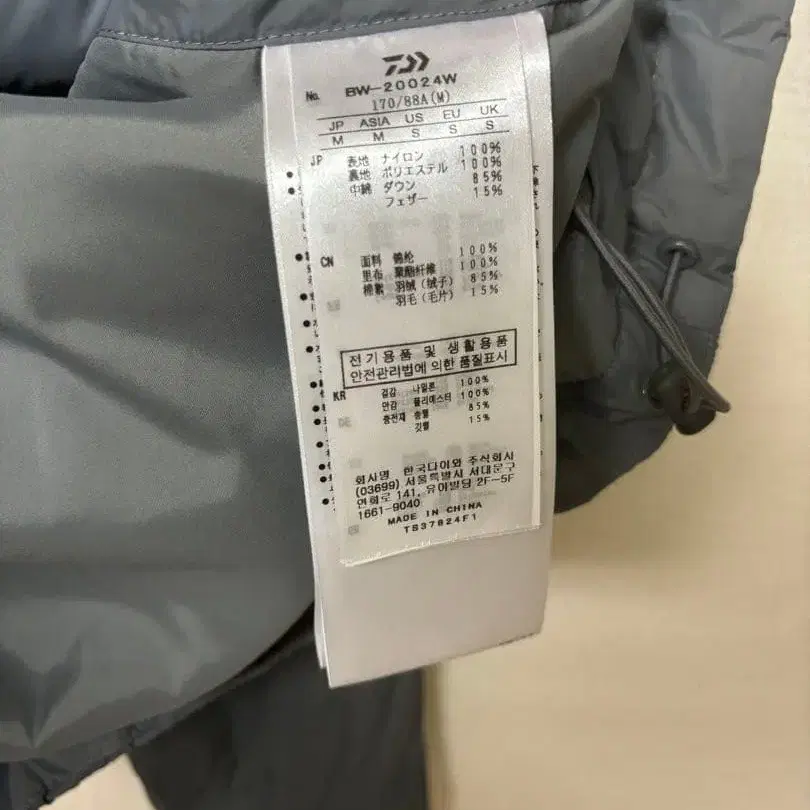 No. BW-20024W
170/88A(M)
JP ASIA US EU UK
M M S S S
JP 表地 ナイロン 100%
裏地 ポリエステル 100%
中綿 ダウン 85%
フェザー 15%
CN 面料 锦纶 100%
里布 聚酯纤维 100%
棉絮 羽绒(绒子) 85%
羽毛(毛片) 15%
전기용품 및 생활용품
안전관리법에 의한 품질표시
KR 겉감 나일론 100%
안감 폴리에스터 100%
충전재 솜털 85%
깃털 15%
DE
회사명 한국다이와 주식회사
(03699) 서울특별시 서대문구
연희로 141, 유아빌딩 2F-5F
1661-9040
MADE IN CHINA
TS37824F1